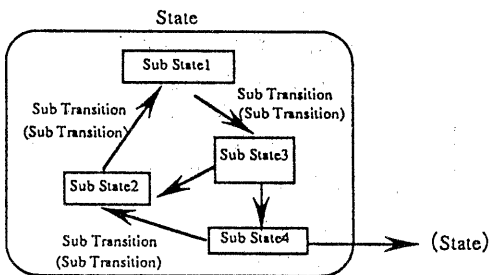 State
Sub State1
Sub Transition
(Sub Transition)
Sub Transition
(Sub Transition)
Sub State3
Sub State2
Sub State4
(State)
Sub Transition
(Sub Transition)